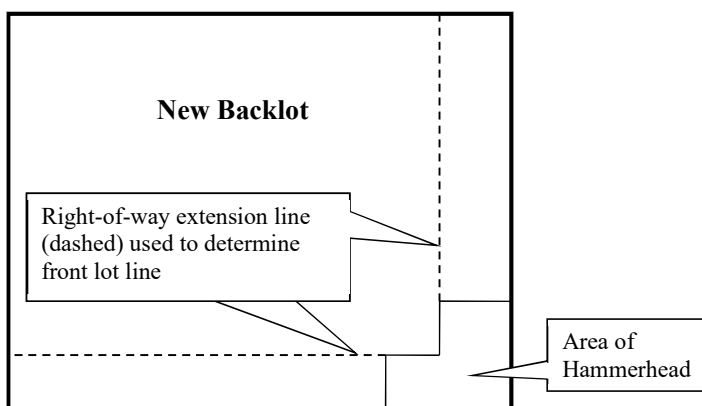 New Backlot
Right-of-way extension line
(dashed) used to determine
front lot line
Area of
Hammerhead